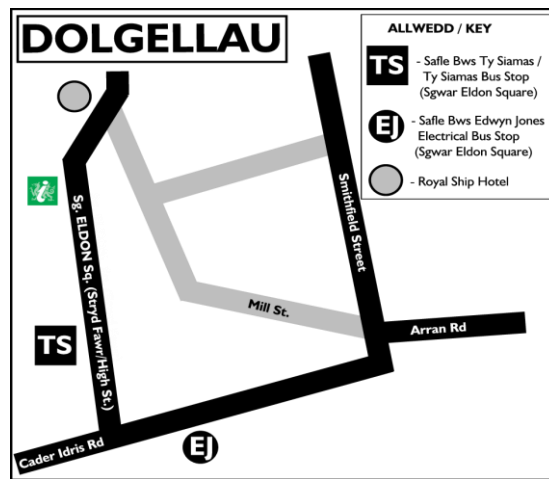 DOLGELLAU
ALLWEDD / KEY
TS
- Safle Bws Ty Siamas /
Ty Siamas Bus Stop
(Sgwar Eldon Square)
EJ
- Safle Bws Edwyn Jones
Electrical Bus Stop
(Sgwar Eldon Square)
- Royal Ship Hotel
Sg. ELDON Sq. (Stryd Fawr/High St.)
Smithfield Street
Mill St.
Arran Rd
TS
Cader Idris Rd
EJ